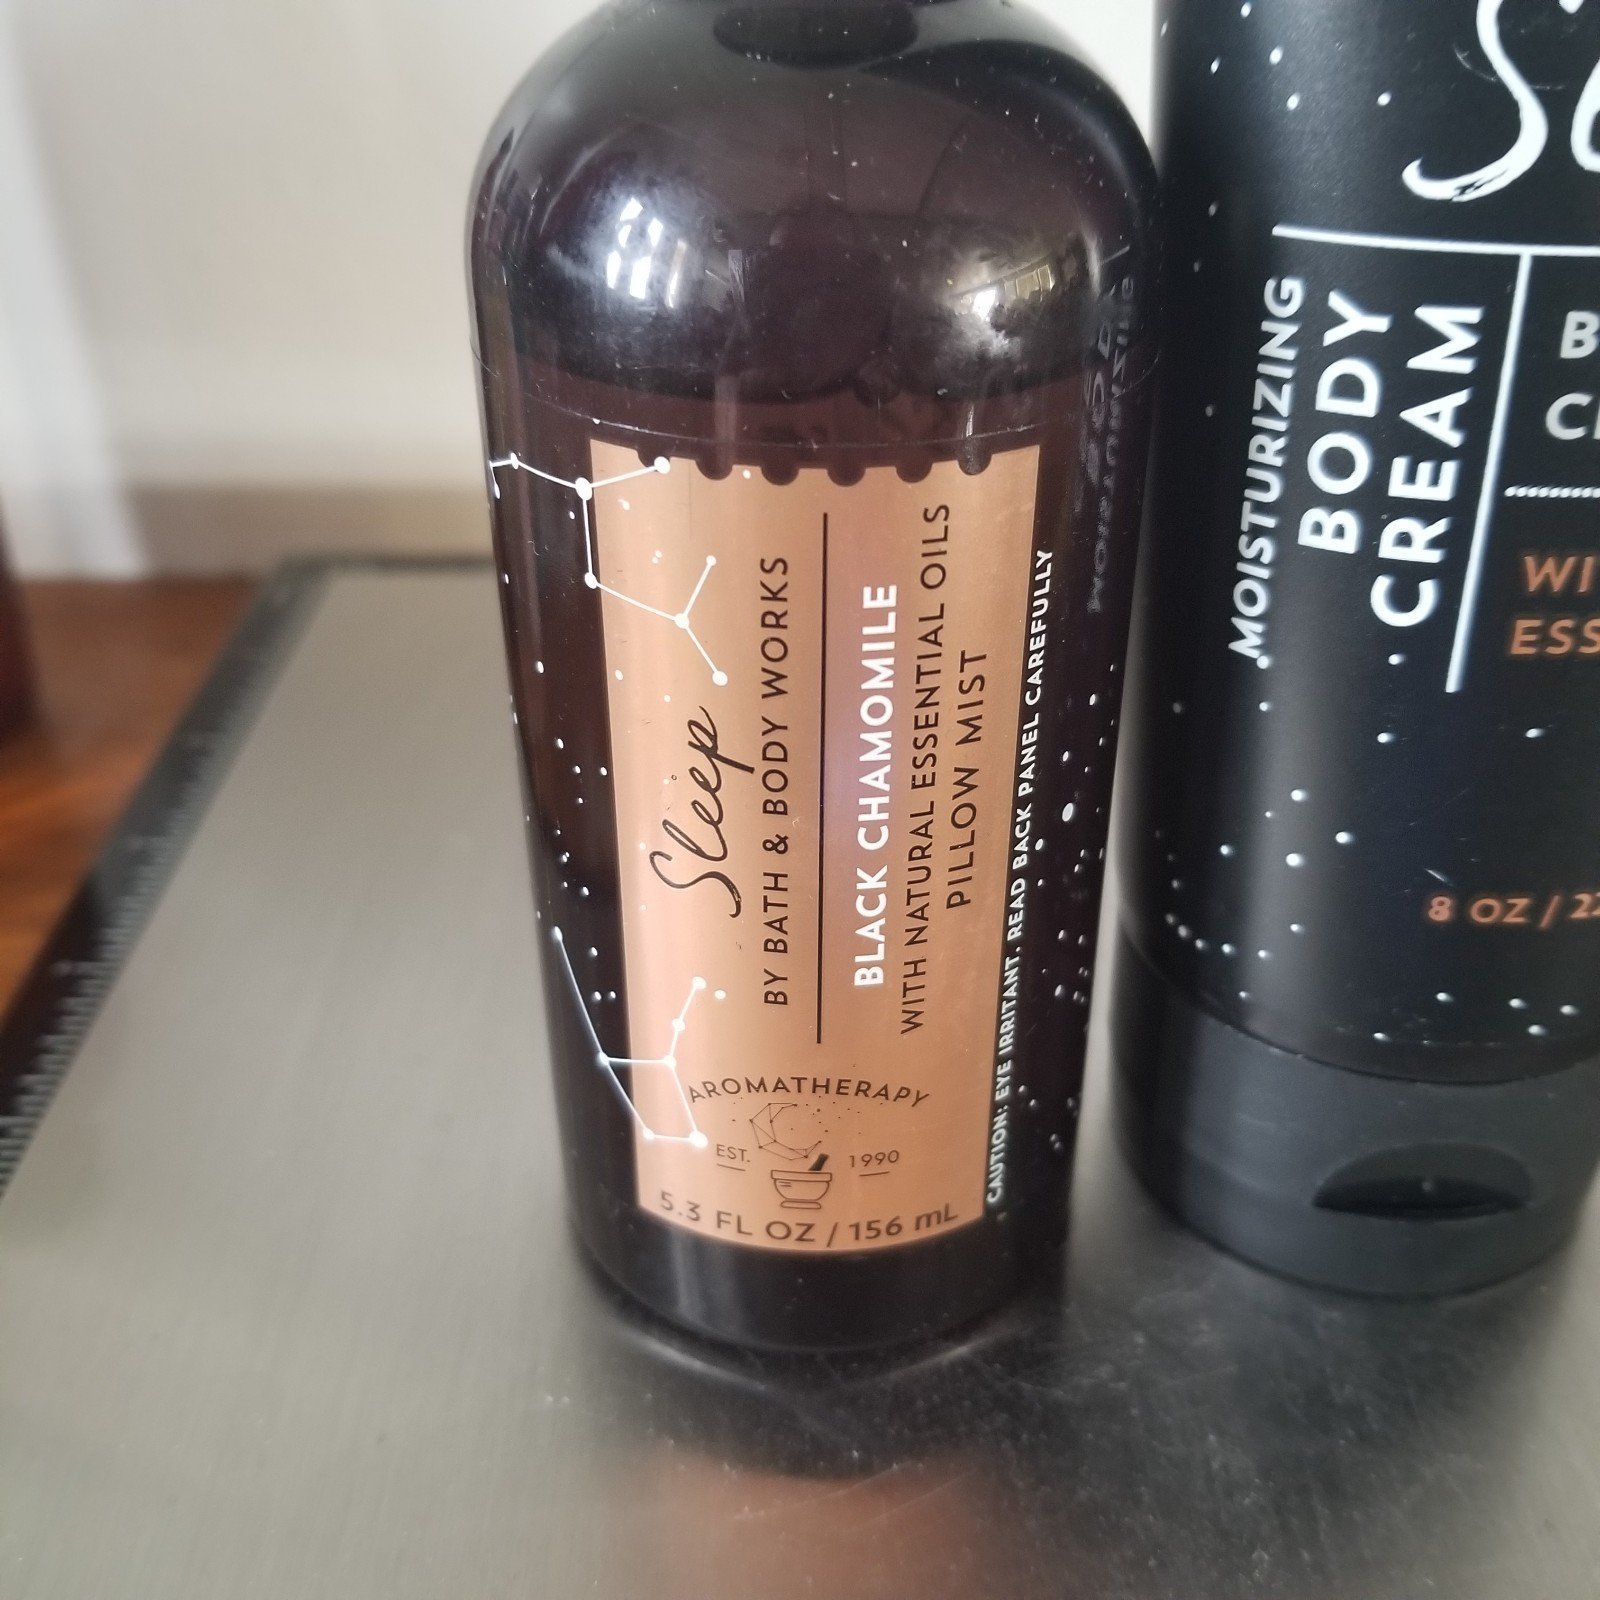 Sleep
BY BATH & BODY WORKS
BLACK CHAMOMILE
WITH NATURAL ESSENTIAL OILS
PILLOW MIST
CAUTION: EYE IRRITANT. READ BACK PANEL CAREFULLY
AROMATHERAPY
EST. 1990
5.3 FL OZ / 156 mL
MOISTURIZING
BODY
CREAM
8 OZ /